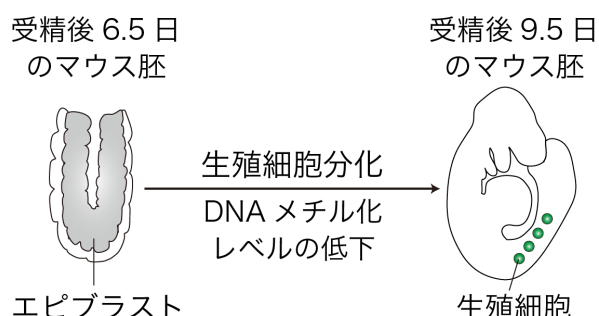 受精後 6.5 日
のマウス胚
受精後 9.5 日
のマウス胚
生殖細胞分化
DNA メチル化
レベルの低下
エピブラスト
生殖細胞